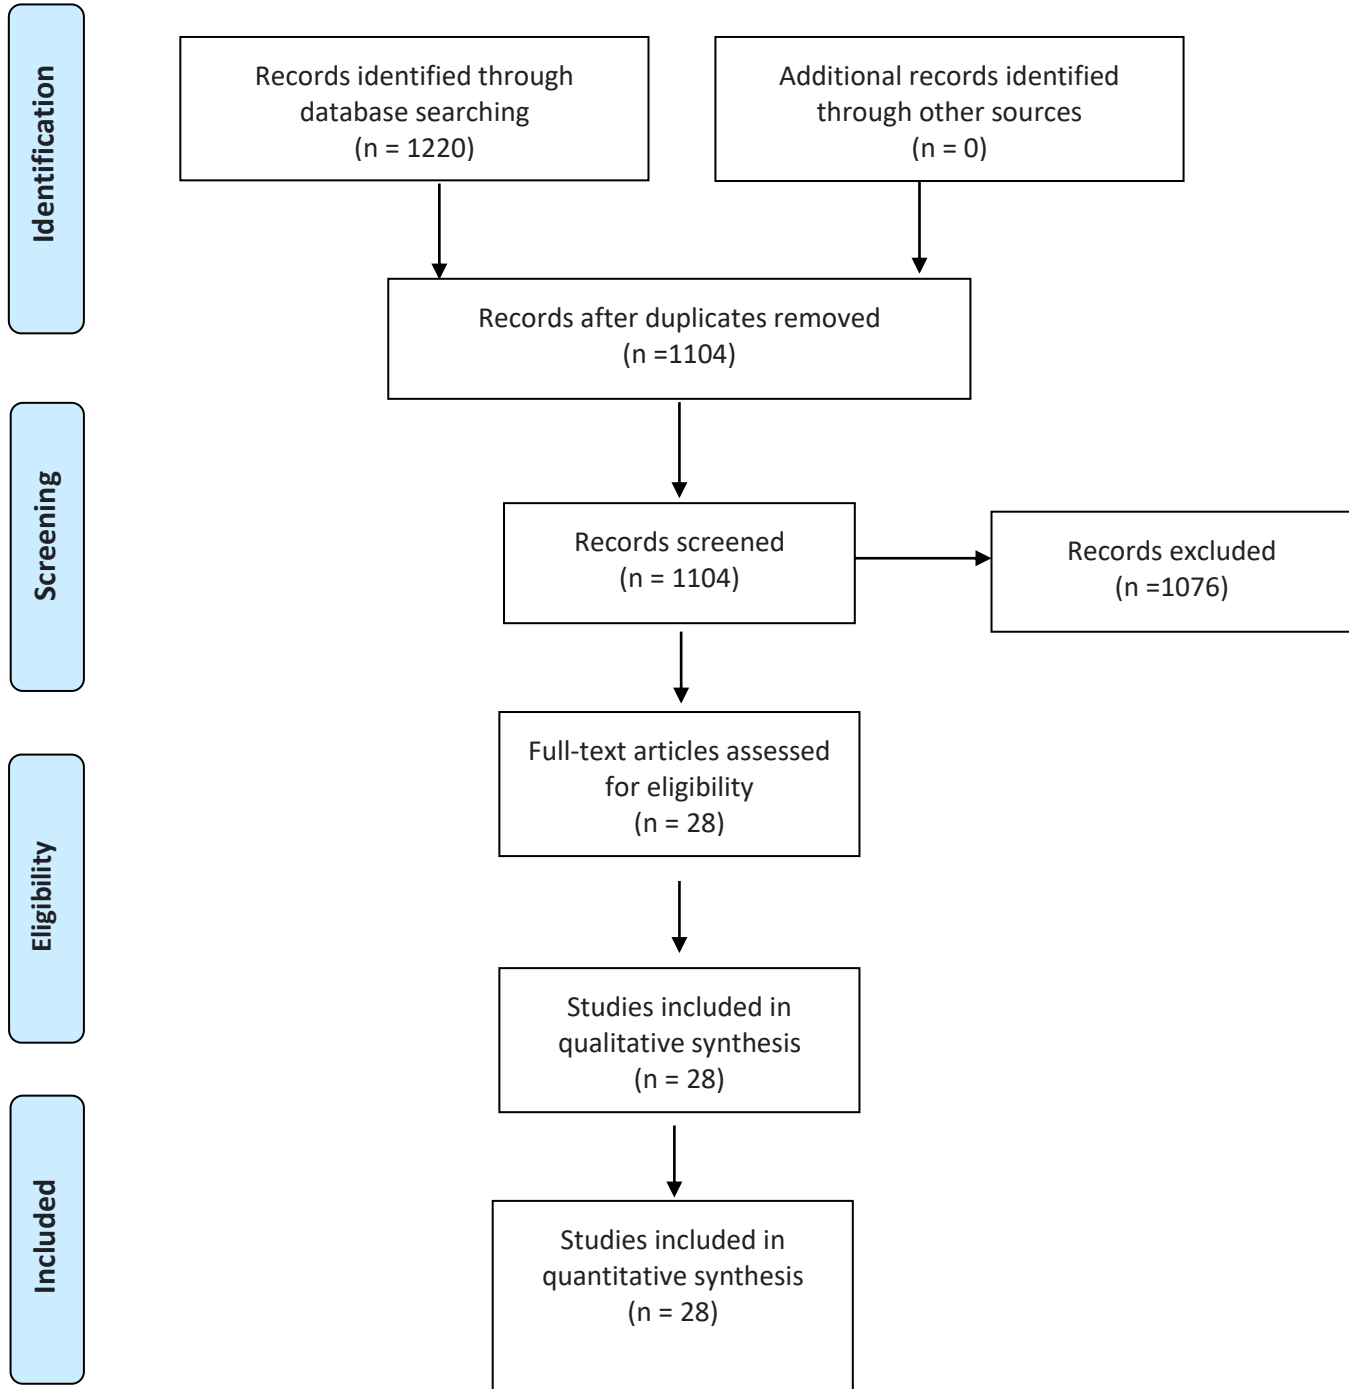 Identification
Records identified through
database searching
(n = 1220)
Additional records identified
through other sources
(n = 0)
Records after duplicates removed
(n =1104)
Screening
Records screened
(n = 1104)
Records excluded
(n =1076)
Eligibility
Full-text articles assessed
for eligibility
(n = 28)
Studies included in
qualitative synthesis
(n = 28)
Included
Studies included in
quantitative synthesis
(n = 28)